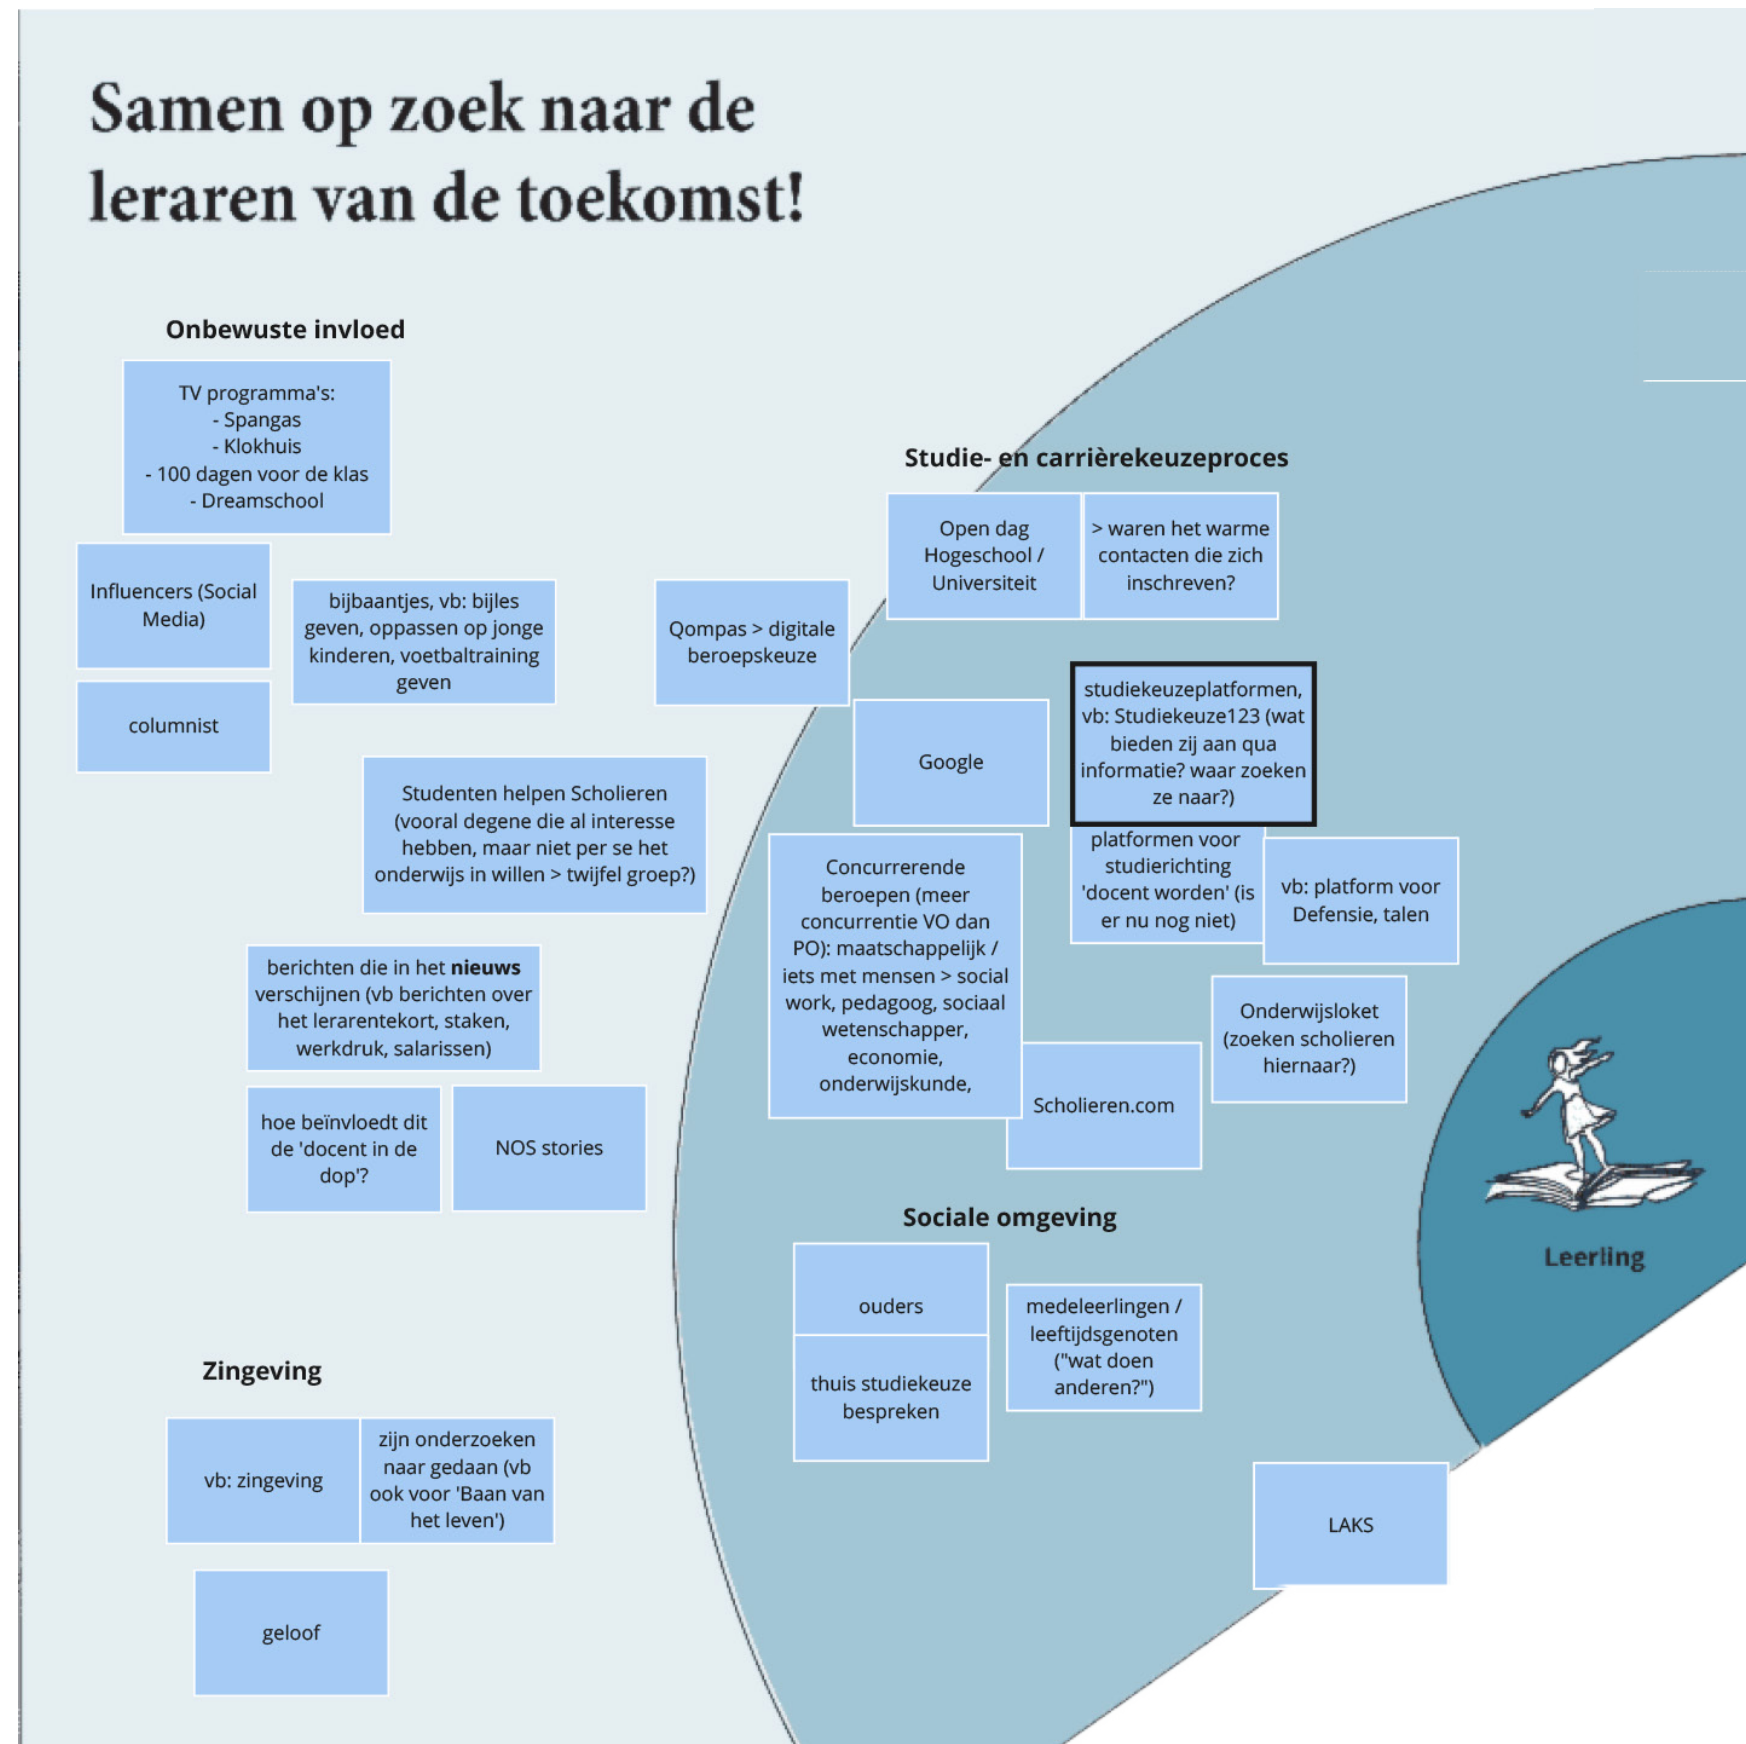 Samen op zoek naar de
leraren van de toekomst!
Onbewuste invloed
TV programma's:
- Spangas
- Klokhuis
- 100 dagen voor de klas
- Dreamschool
Influencers (Social
Media)
bijbaantjes, vb: bijles
geven, oppassen op jonge
kinderen, voetbaltraining
geven
columnist
Studenten helpen Scholieren
(vooral degene die al interesse
hebben, maar niet per se het
onderwijs in willen > twijfel groep?)
berichten die in het nieuws
verschijnen (vb berichten over
het lerarentekort, staken,
werkdruk, salarissen)
hoe beïnvloedt dit
de 'docent in de
dop'?
NOS stories
Zingeving
vb: zingeving
zijn onderzoeken
naar gedaan (vb
ook voor 'Baan van
het leven')
geloof
Studie- en carrièrekeuzeproces
Open dag
Hogeschool /
Universiteit
> waren het warme
contacten die zich
inschreven?
Qompas > digitale
beroepskeuze
Google
studiekeuzeplatformen,
vb: Studiekeuze123 (wat
bieden zij aan qua
informatie? waar zoeken
ze naar?)
platformen voor
studierichting
'docent worden' (is
er nu nog niet)
vb: platform voor
Defensie, talen
Concurrerende
beroepen (meer
concurrentie VO dan
PO): maatschappelijk /
iets met mensen > social
work, pedagoog, sociaal
wetenschapper,
economie,
onderwijskunde,
Onderwijsloket
(zoeken scholieren
hiernaar?)
Scholieren.com
Sociale omgeving
ouders
thuis studiekeuze
bespreken
medeleerlingen /
leeftijdsgenoten
("wat doen
anderen?")
LAKS
Leerling